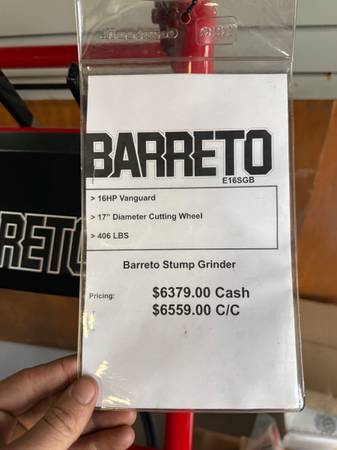 BARRETO
E16SGB
> 16HP Vanguard
> 17" Diameter Cutting Wheel
> 406 LBS
Barreto Stump Grinder
Pricing: $6379.00 Cash
$6559.00 C/C
RRETO